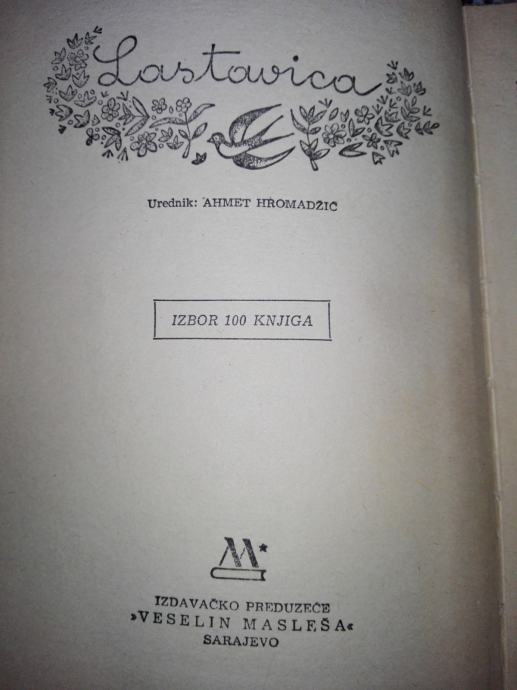 Lastavica
Urednik: AHMET HROMADŽIĆ
IZBOR 100 KNJIGA
M
IZDAVAČKO PREDUZEĆE
»VESELIN MASLEŠA«
SARAJEVO